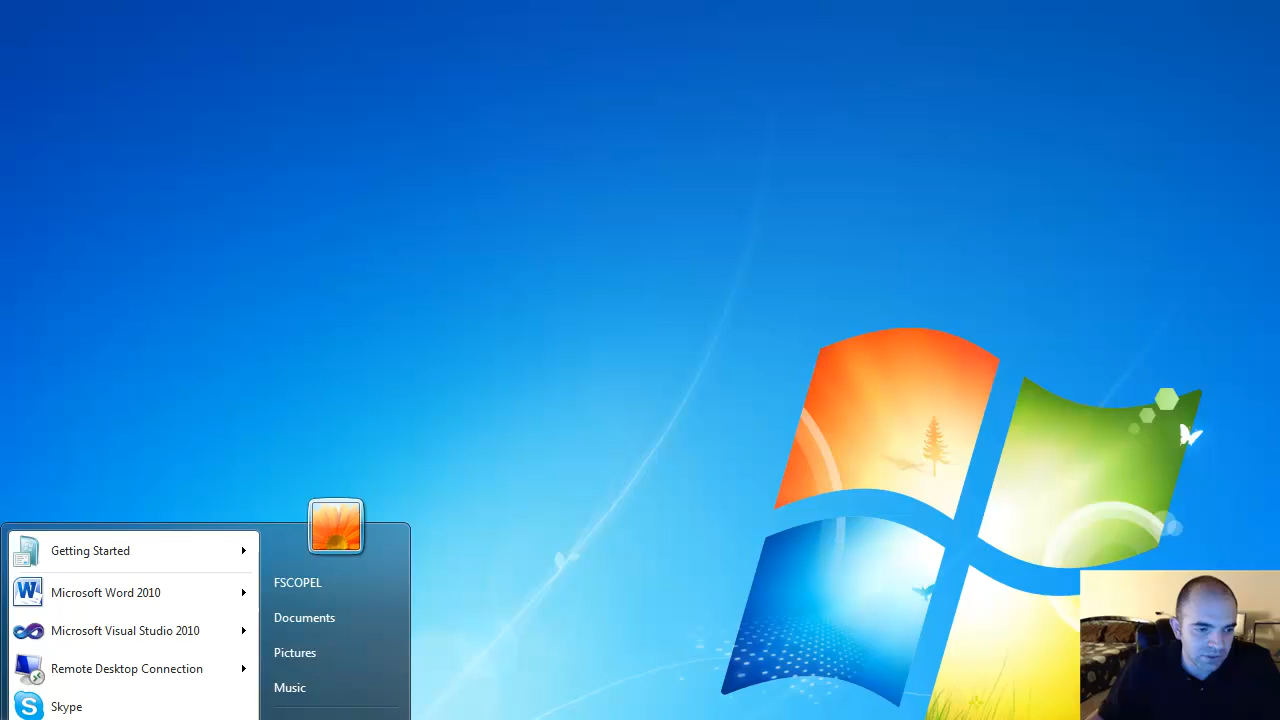 Getting Started
Microsoft Word 2010
Microsoft Visual Studio 2010
Remote Desktop Connection
Skype
FSCOPEL
Documents
Pictures
Music